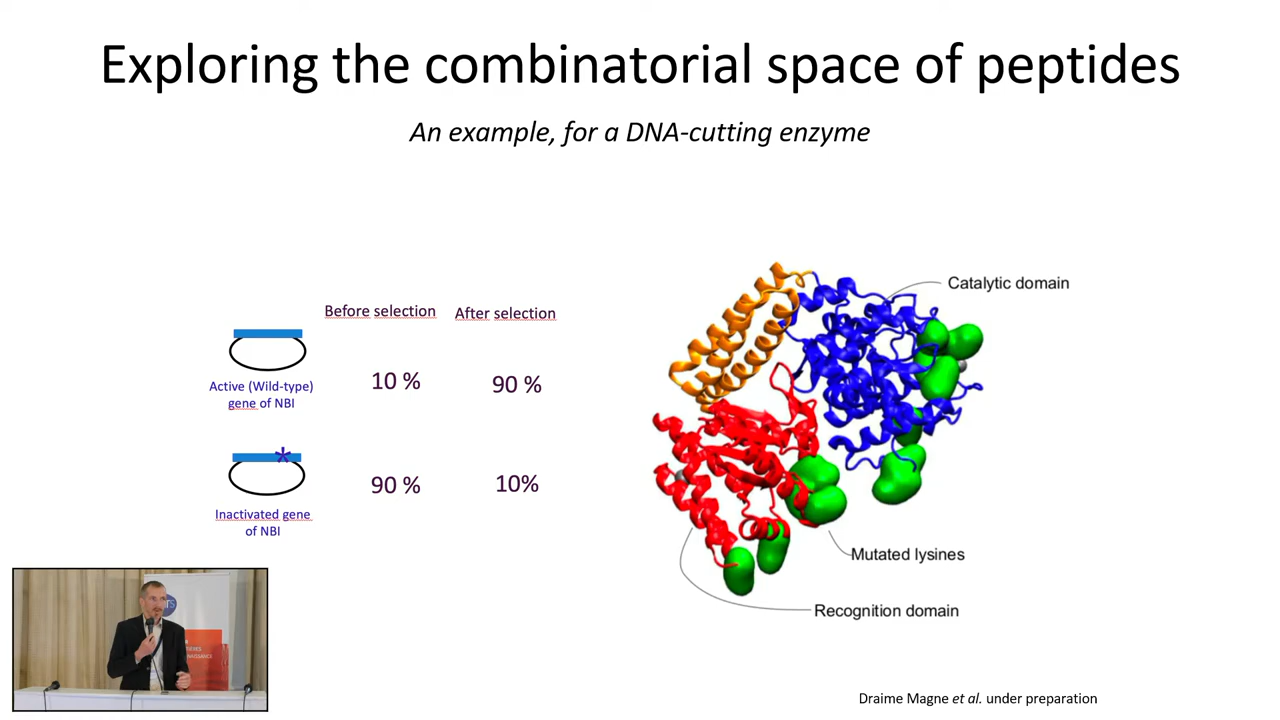 Exploring the combinatorial space of peptides
An example, for a DNA-cutting enzyme
Before selection
After selection
Active (Wild-type)
gene of NBI
10 %
90 %
*
Inactivated gene
of NBI
90 %
10%
Catalytic domain
Mutated lysines
Recognition domain
Draime Magne et al. under preparation